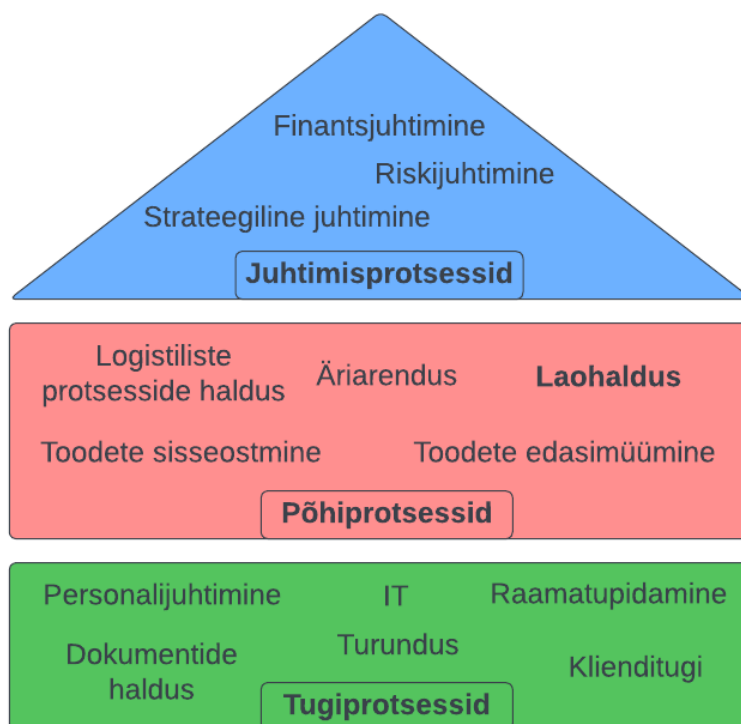 Finantsjuhtimine
Riskijuhtimine
Strateegiline juhtimine
Juhtimisprotsessid
Logistiliste
protsesside haldus
Äriarendus
Laohaldus
Toodete sisseostmine
Toodete edasimüümine
Põhiprotsessid
Personalijuhtimine
IT
Raamatupidamine
Dokumentide
haldus
Turundus
Klienditugi
Tugiprotsessid